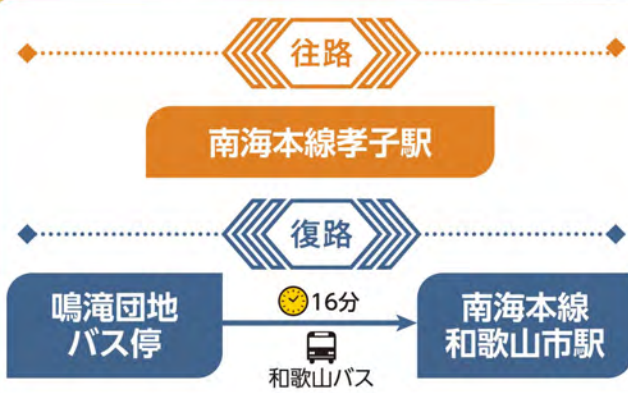 往路
南海本線孝子駅
復路
鳴滝団地
バス停
16分
和歌山バス
南海本線
和歌山市駅